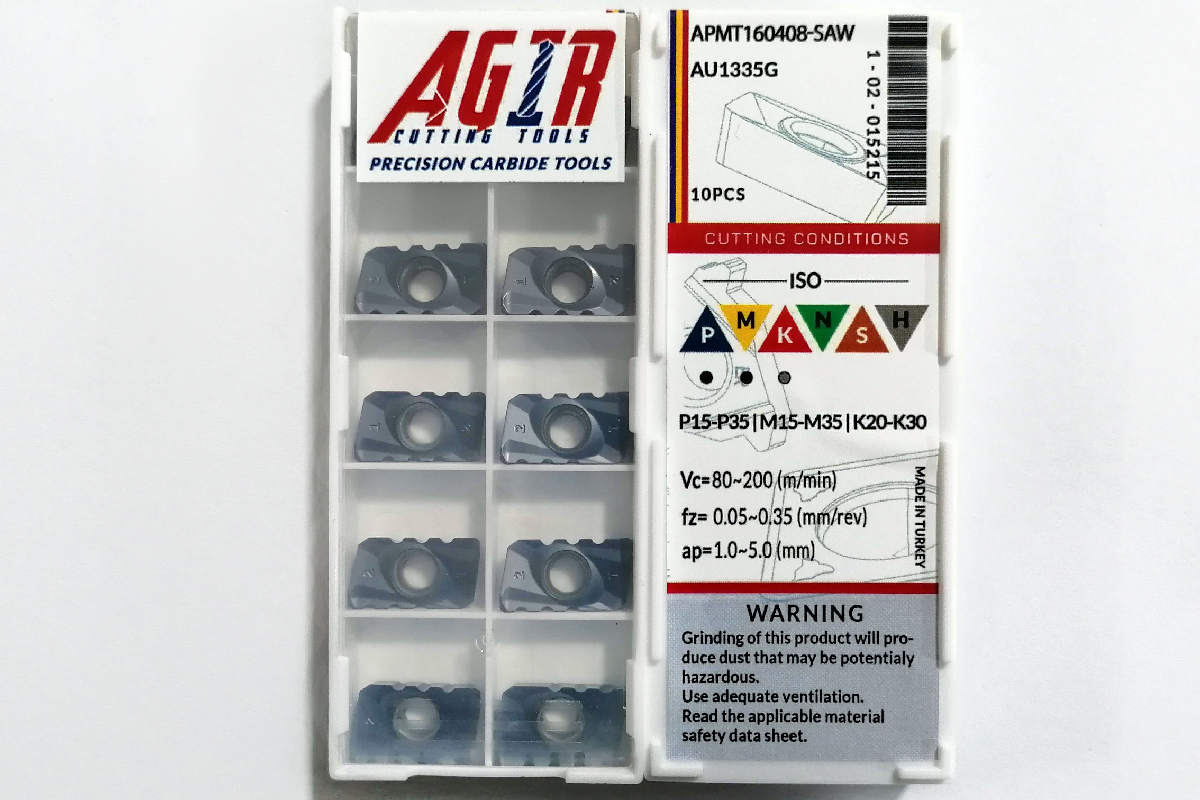 AGIR
CUTTING TOOLS
PRECISION CARBIDE TOOLS
APMT160408-SAW
AU1335G
10PCS
1 - 02 - 015215
CUTTING CONDITIONS
ISO
P M K N S H
P15-P35|M15-M35|K20-K30
Vc=80~200 (m/min)
fz= 0.05~0.35 (mm/rev)
ap=1.0~5.0 (mm)
MADE IN TURKEY
WARNING
Grinding of this product will pro-
duce dust that may be potentialy
hazardous.
Use adequate ventilation.
Read the applicable material
safety data sheet.